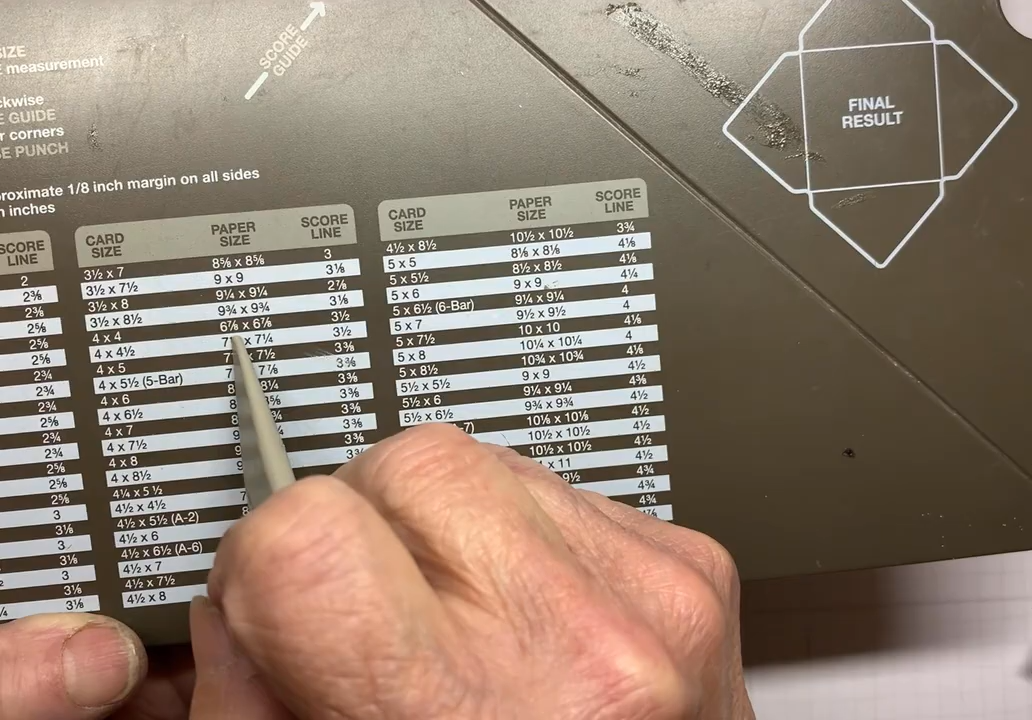 SIZE
measurement
SCORE
GUIDE
GUIDE
corners
PUNCH
1/8 inch margin on all sides
inches
FINAL
RESULT
SCORE
LINE
2
2⅜
2⅜
2⅝
2⅝
2⅝
2¾
2¾
2¾
2⅝
2¾
2¾
2⅝
2⅝
2⅝
3
3⅛
3
3⅛
3
3⅛
CARD SIZE PAPER SIZE SCORE LINE
3½ x 7 8⅝ x 8⅝ 3
3½ x 7½ 9 x 9 3⅛
3½ x 8 9¼ x 9¼ 2⅞
3½ x 8½ 9¾ x 9¾ 3⅛
4 x 4 6⅞ x 6⅞ 3½
4 x 4½ x 7¼ 3½
4 x 5 x 7½ 3⅜
4 x 5½ (5-Bar) 7⅞ 3⅜
4 x 6 3⅜
4 x 6½ 3⅜
4 x 7 3⅜
4 x 7½ 3⅜
4 x 8
4 x 8½
4¼ x 5 ½
4½ x 4½
4½ x 5½ (A-2)
4½ x 6
4½ x 6½ (A-6)
4½ x 7
4½ x 7½
4½ x 8
CARD SIZE PAPER SIZE SCORE LINE
4½ x 8½ 10½ x 10½ 3¾
5 x 5 8⅛ x 8⅛ 4⅛
5 x 5½ 8½ x 8½ 4⅛
5 x 6 9 x 9 4¼
5 x 6½ (6-Bar) 9¼ x 9¼ 4
5 x 7 9½ x 9½ 4
5 x 7½ 10 x 10 4⅛
5 x 8 10¼ x 10¼ 4
5 x 8½ 10¾ x 10¾ 4⅛
5½ x 5½ 9 x 9 4⅜
5½ x 6 9¼ x 9¼ 4½
5½ x 6½ 9¾ x 9¾ 4½
10⅛ x 10⅛ 4½
10½ x 10½ 4½
10½ x 10½ 4½
x 11 4½
9½ 4¾
4¾
4¾